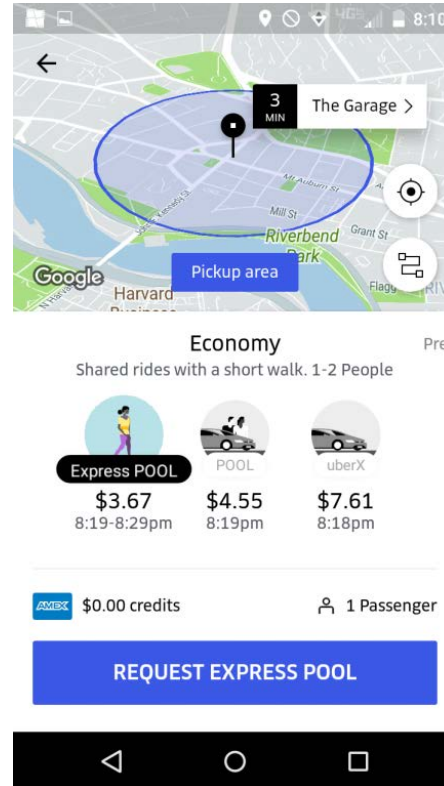 4G
8:10
3
MIN
The Garage >
Mt Auburn St
Mill St
Riverbend
Park
Grant St
Google
Pickup area
Harvard
Economy
Pre
Shared rides with a short walk. 1-2 People
Express POOL
POOL
uberX
$3.67
$4.55
$7.61
8:19-8:29pm
8:19pm
8:18pm
AMEX
$0.00 credits
1 Passenger
REQUEST EXPRESS POOL